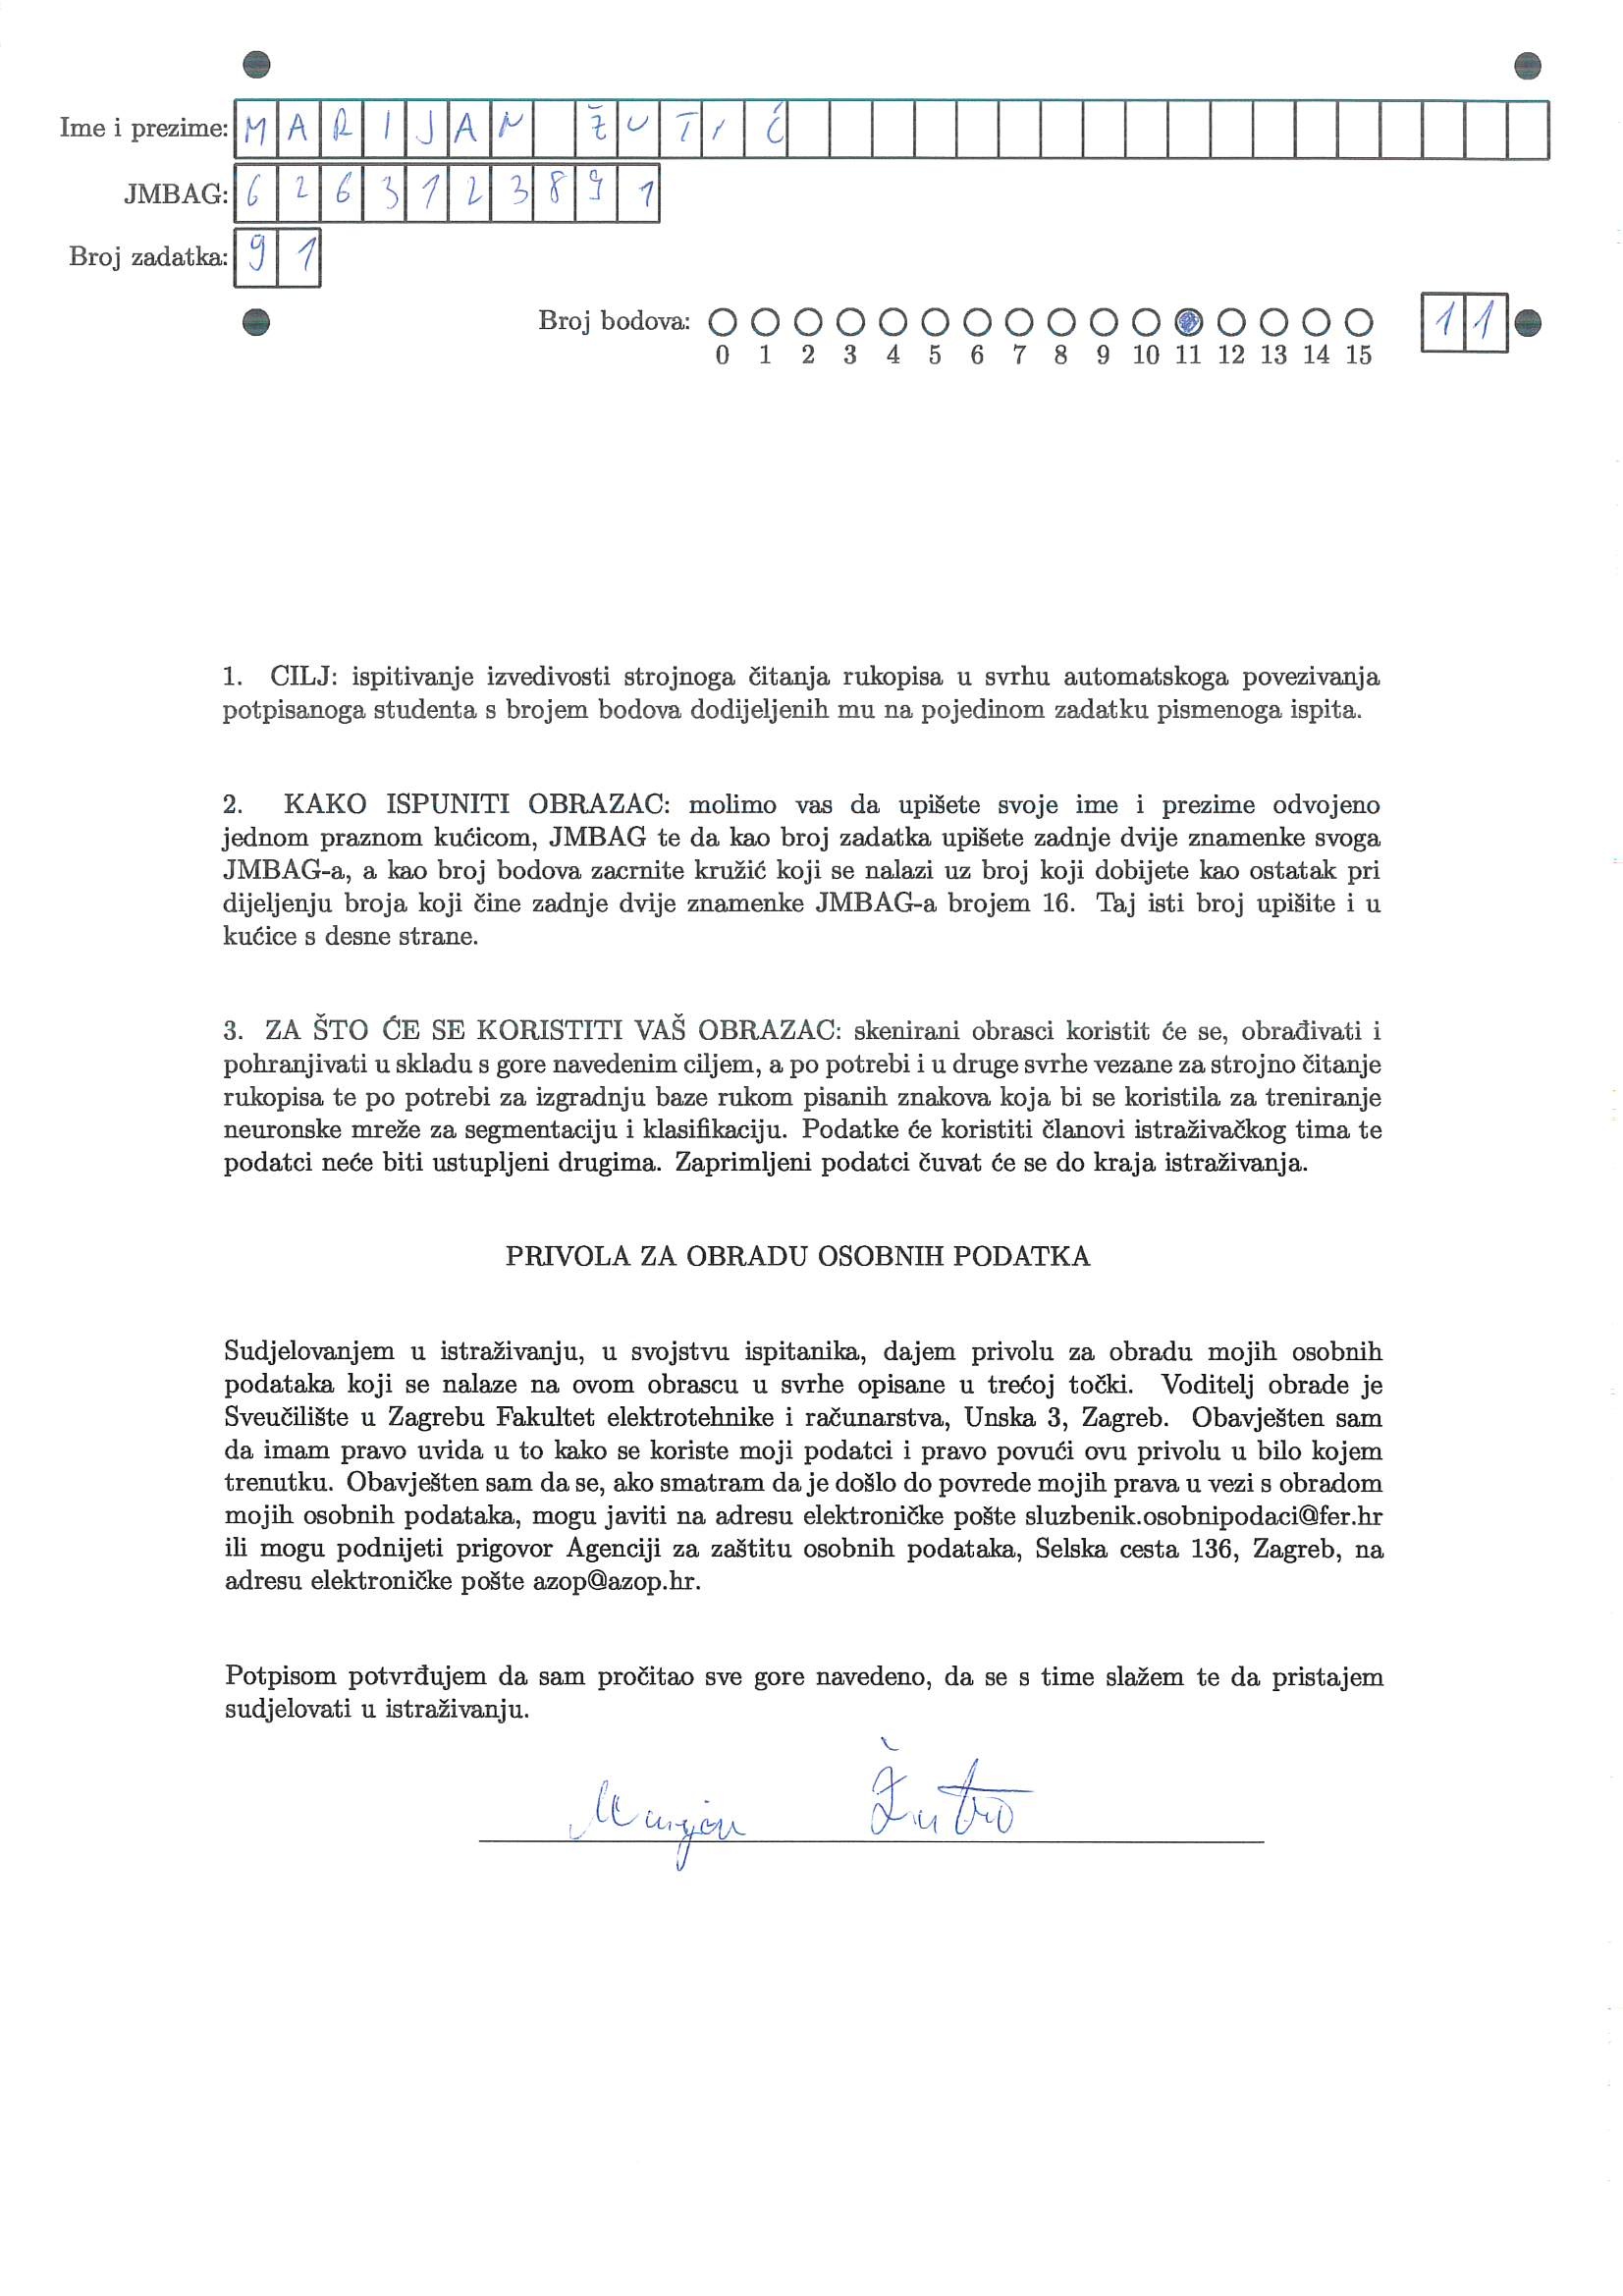 Ime i prezime: MARIJAN ŽUTIĆ
JMBAG: 6263123891
Broj zadatka: 91
Broj bodova: 11
0 1 2 3 4 5 6 7 8 9 10 11 12 13 14 15
1. CILJ: ispitivanje izvedivosti strojnoga čitanja rukopisa u svrhu automatskoga povezivanja
potpisanoga studenta s brojem bodova dodijeljenih mu na pojedinom zadatku pismenoga ispita.
2. KAKO ISPUNITI OBRAZAC: molimo vas da upišete svoje ime i prezime odvojeno
jednom praznom kućicom, JMBAG te da kao broj zadatka upišete zadnje dvije znamenke svoga
JMBAG-a, a kao broj bodova zacrnite kružić koji se nalazi uz broj koji dobijete kao ostatak pri
dijeljenju broja koji čine zadnje dvije znamenke JMBAG-a brojem 16. Taj isti broj upišite i u
kućice s desne strane.
3. ZA ŠTO ĆE SE KORISTITI VAŠ OBRAZAC: skenirani obrasci koristit će se, obrađivati i
pohranjivati u skladu s gore navedenim ciljem, a po potrebi i u druge svrhe vezane za strojno čitanje
rukopisa te po potrebi za izgradnju baze rukom pisanih znakova koja bi se koristila za treniranje
neuronske mreže za segmentaciju i klasifikaciju. Podatke će koristiti članovi istraživačkog tima te
podatci neće biti ustupljeni drugima. Zaprimljeni podatci čuvat će se do kraja istraživanja.
PRIVOLA ZA OBRADU OSOBNIH PODATKA
Sudjelovanjem u istraživanju, u svojstvu ispitanika, dajem privolu za obradu mojih osobnih
podataka koji se nalaze na ovom obrascu u svrhe opisane u trećoj točki. Voditelj obrade je
Sveučilište u Zagrebu Fakultet elektrotehnike i računarstva, Unska 3, Zagreb. Obavješten sam
da imam pravo uvida u to kako se koriste moji podatci i pravo povući ovu privolu u bilo kojem
trenutku. Obavješten sam da se, ako smatram da je došlo do povrede mojih prava u vezi s obradom
mojih osobnih podataka, mogu javiti na adresu elektroničke pošte sluzbenik.osobnipodaci@fer.hr
ili mogu podnijeti prigovor Agenciji za zaštitu osobnih podataka, Selska cesta 136, Zagreb, na
adresu elektroničke pošte azop@azop.hr.
Potpisom potvrđujem da sam pročitao sve gore navedeno, da se s time slažem te da pristajem
sudjelovati u istraživanju.
Marijan Žutić